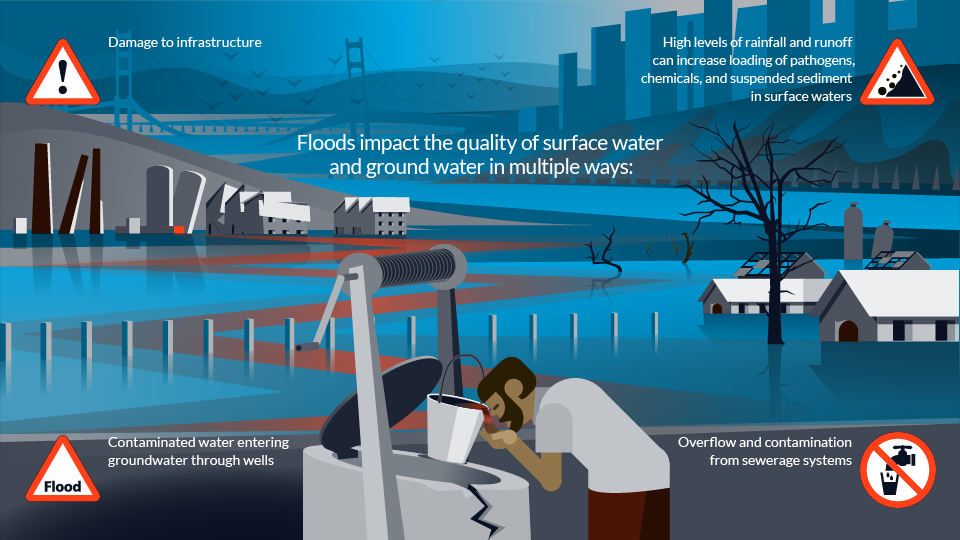 Damage to infrastructure
High levels of rainfall and runoff
can increase loading of pathogens,
chemicals, and suspended sediment
in surface waters
Floods impact the quality of surface water
and ground water in multiple ways:
Contaminated water entering
groundwater through wells
Flood
Overflow and contamination
from sewerage systems